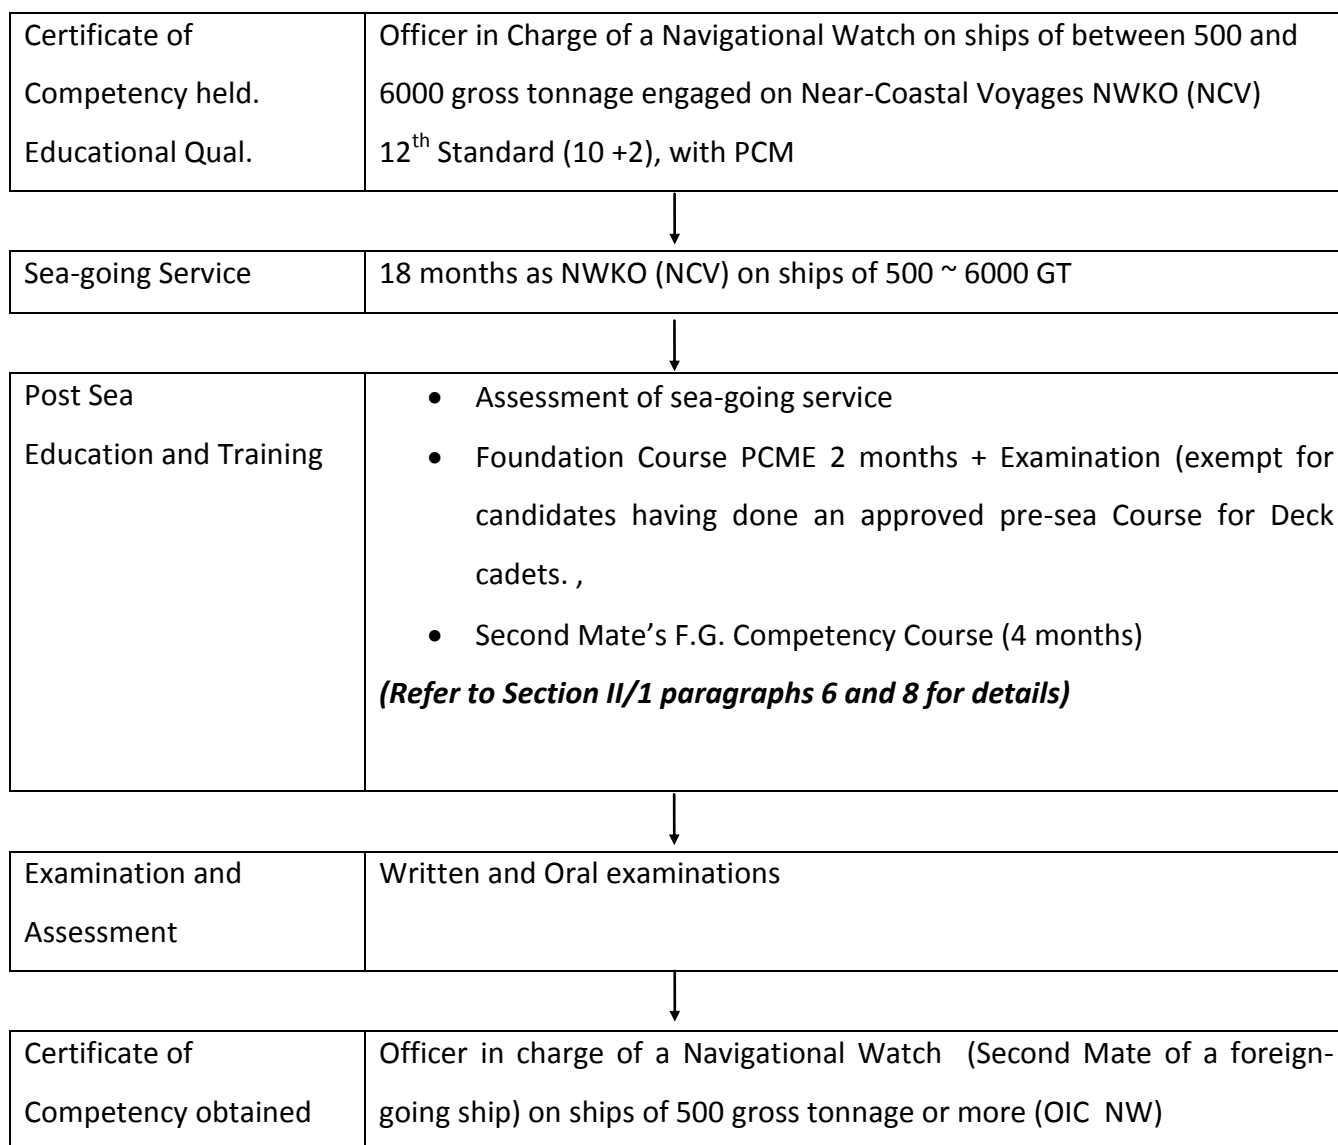 Certificate of
Competency held.
Educational Qual.
Officer in Charge of a Navigational Watch on ships of between 500 and
6000 gross tonnage engaged on Near-Coastal Voyages NWKO (NCV)
12th Standard (10 +2), with PCM
Sea-going Service
18 months as NWKO (NCV) on ships of 500 ~ 6000 GT
Post Sea
Education and Training
• Assessment of sea-going service
• Foundation Course PCME 2 months + Examination (exempt for
candidates having done an approved pre-sea Course for Deck
cadets. ,
• Second Mate’s F.G. Competency Course (4 months)
(Refer to Section II/1 paragraphs 6 and 8 for details)
Examination and
Assessment
Written and Oral examinations
Certificate of
Competency obtained
Officer in charge of a Navigational Watch (Second Mate of a foreign-
going ship) on ships of 500 gross tonnage or more (OIC NW)